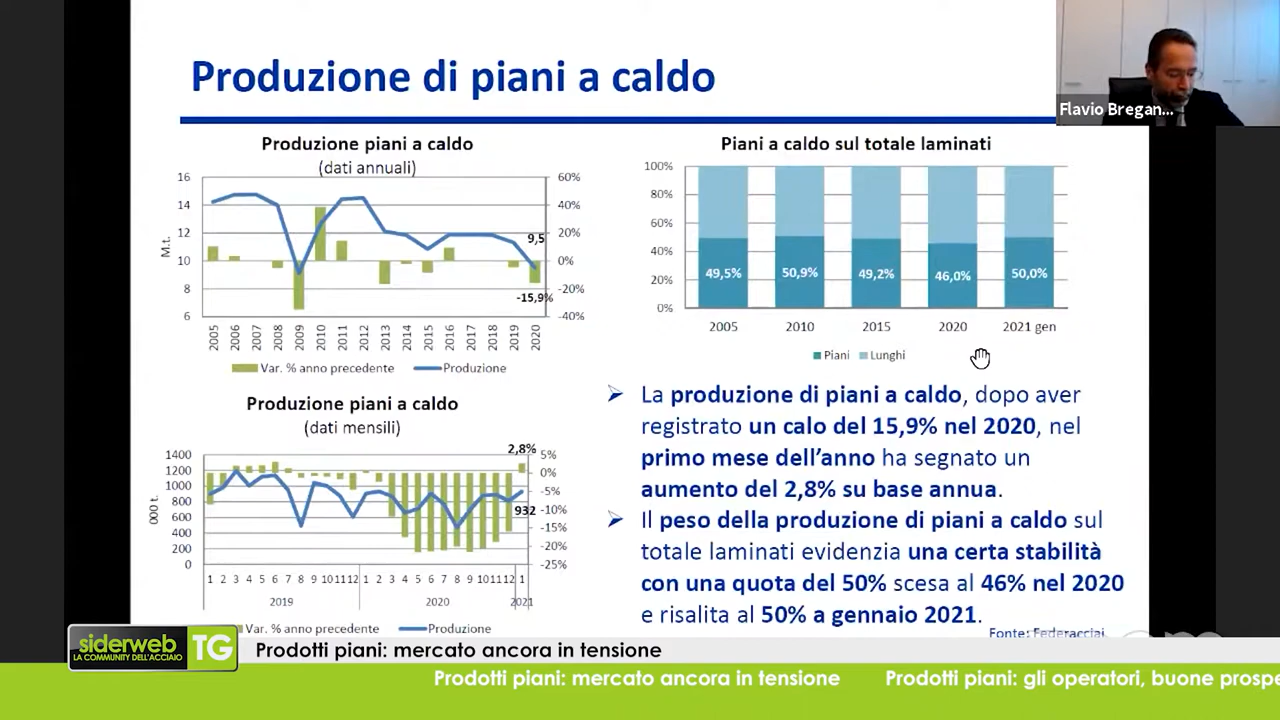 Produzione di piani a caldo
Flavio Bregan...
Produzione piani a caldo
(dati annuali)
16
14
12
10
8
6
M.t.
60%
40%
20%
0%
-20%
-40%
9,5
-15,9%
2005 2006 2007 2008 2009 2010 2011 2012 2013 2014 2015 2016 2017 2018 2019 2020
Var. % anno precedente Produzione
Piani a caldo sul totale laminati
100%
80%
60%
40%
20%
0%
49,5% 50,9% 49,2% 46,0% 50,0%
2005 2010 2015 2020 2021 gen
Piani Lunghi
Produzione piani a caldo
(dati mensili)
1400
1200
1000
800
600
400
200
0
000 t.
2,8%
5%
0%
-5%
-10%
-15%
-20%
-25%
932
1 2 3 4 5 6 7 8 9 10 11 12 1 2 3 4 5 6 7 8 9 10 11 12 1
2019 2020 2021
Var. % anno precedente Produzione
La produzione di piani a caldo, dopo aver
registrato un calo del 15,9% nel 2020, nel
primo mese dell'anno ha segnato un
aumento del 2,8% su base annua.
Il peso della produzione di piani a caldo sul
totale laminati evidenzia una certa stabilità
con una quota del 50% scesa al 46% nel 2020
e risalita al 50% a gennaio 2021.
Fonte: Federacciai
siderweb
LA COMMUNITY DELL'ACCIAIO
TG
Prodotti piani: mercato ancora in tensione
Prodotti piani: mercato ancora in tensione Prodotti piani: gli operatori, buone prospe